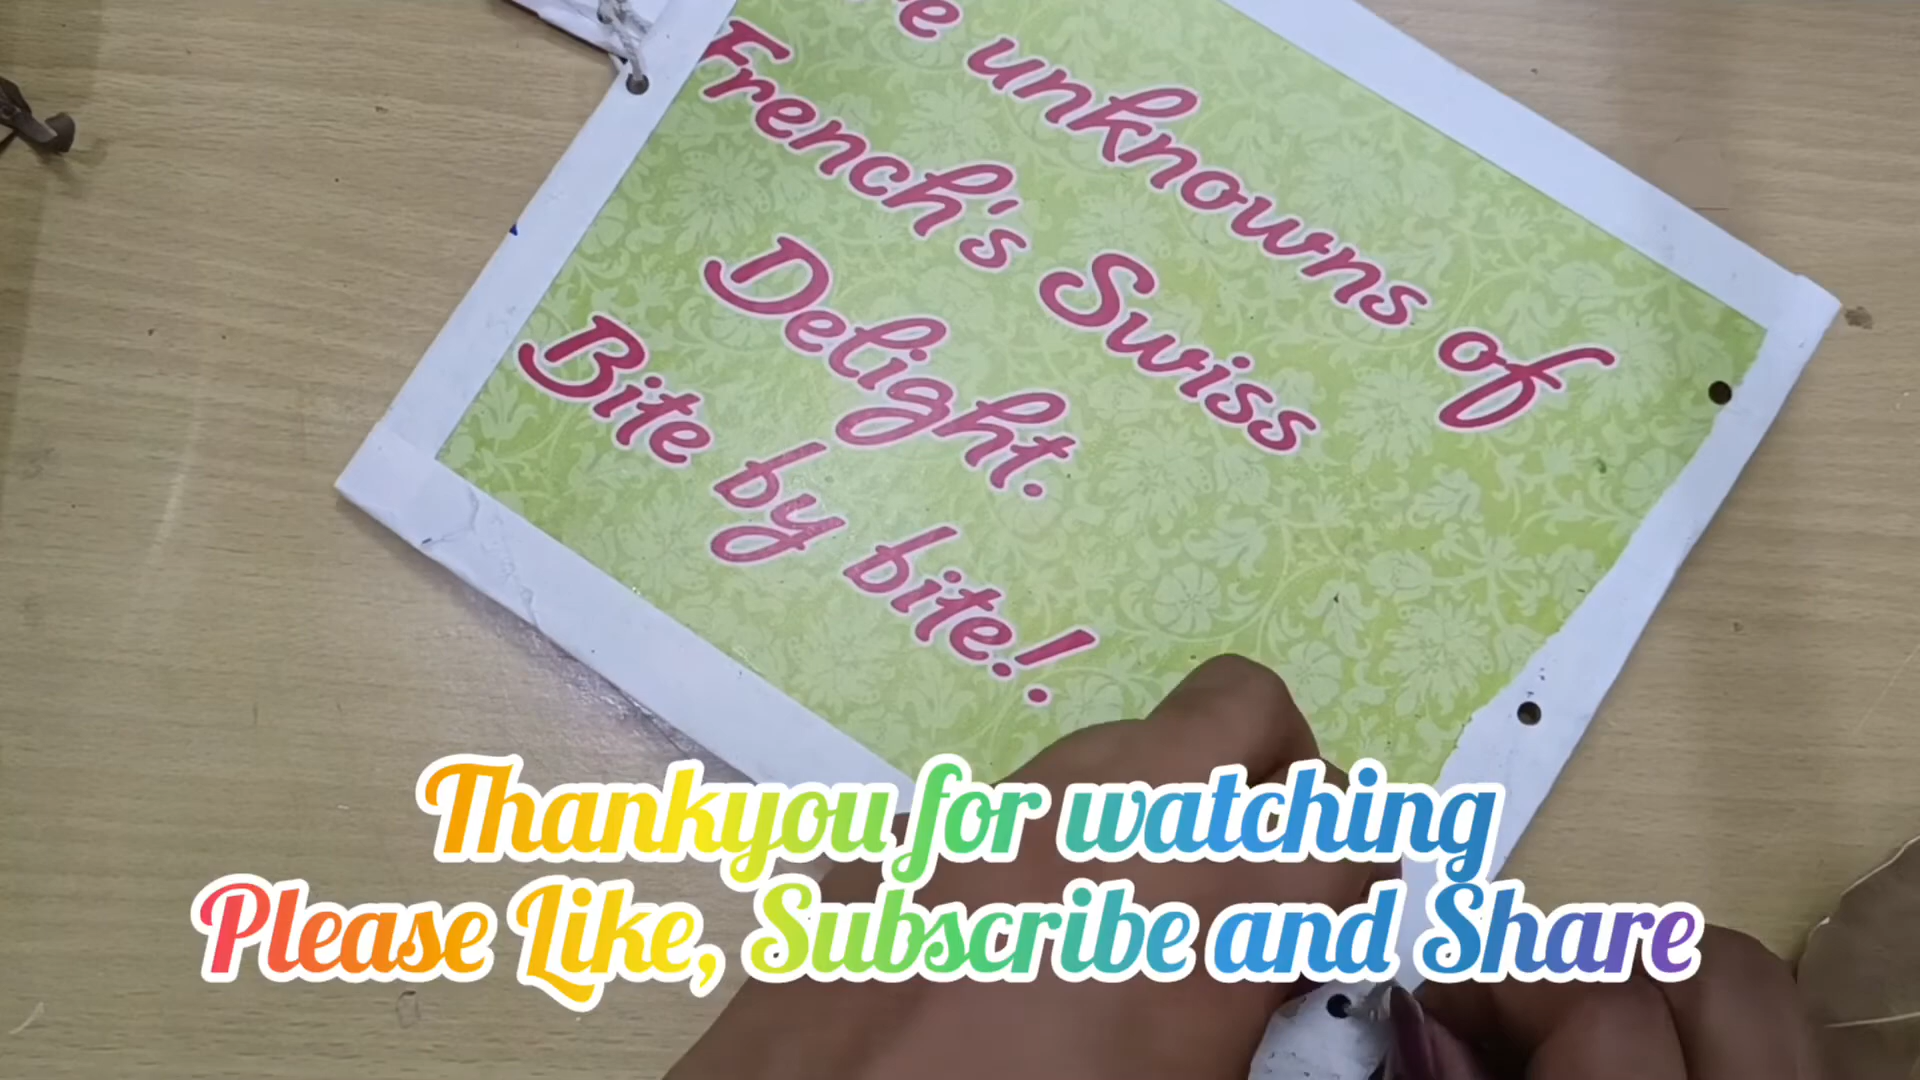 unknowns of
French's Swiss
Delight.
Bite by bite!.
Thankyou for watching
Please Like, Subscribe and Share